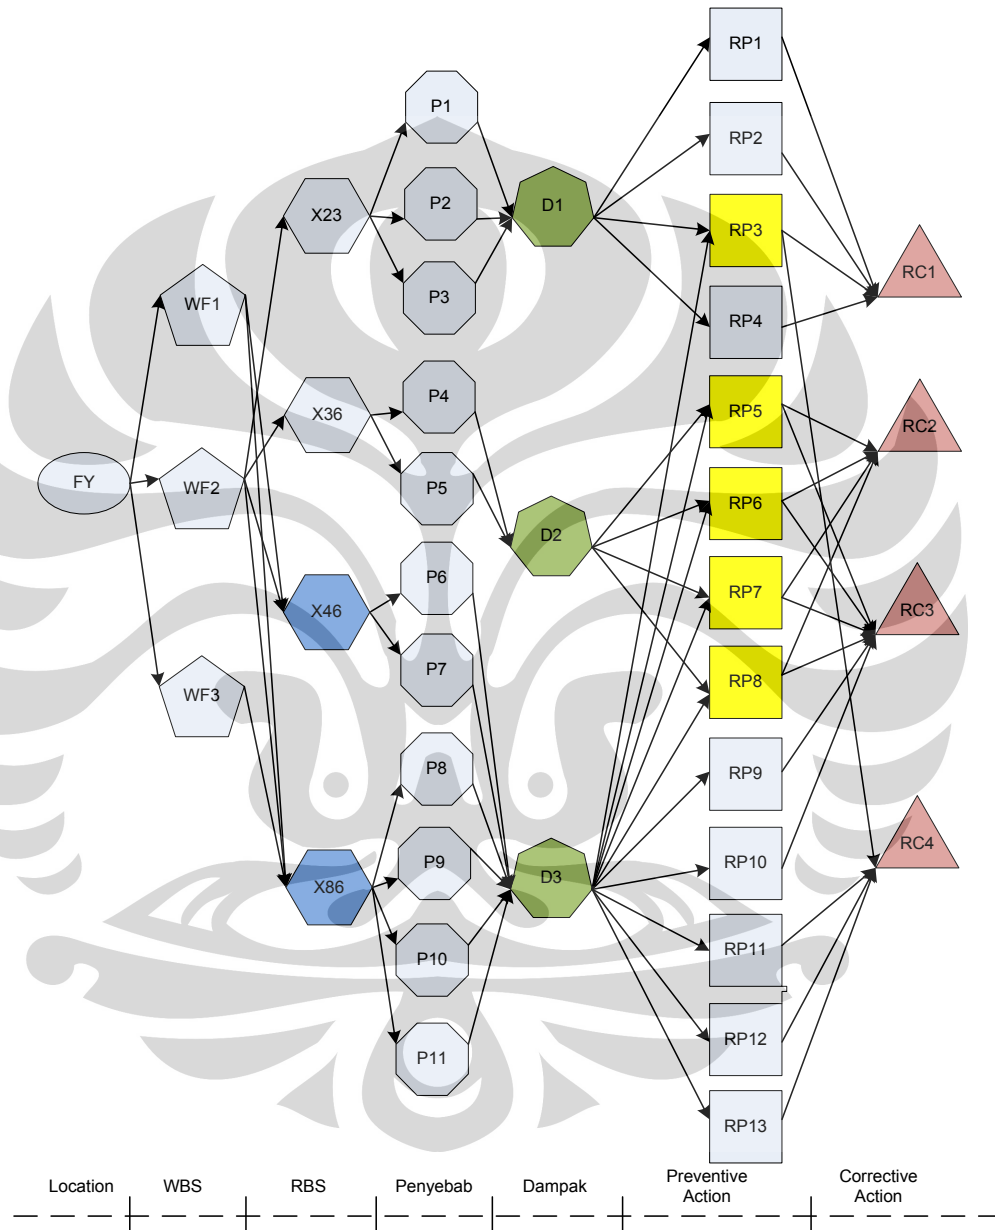 FY
WF1
WF2
WF3
X23
X36
X46
X86
P1
P2
P3
P4
P5
P6
P7
P8
P9
P10
P11
D1
D2
D3
RP1
RP2
RP3
RP4
RP5
RP6
RP7
RP8
RP9
RP10
RP11
RP12
RP13
RC1
RC2
RC3
RC4
Location
WBS
RBS
Penyebab
Dampak
Preventive
Action
Corrective
Action